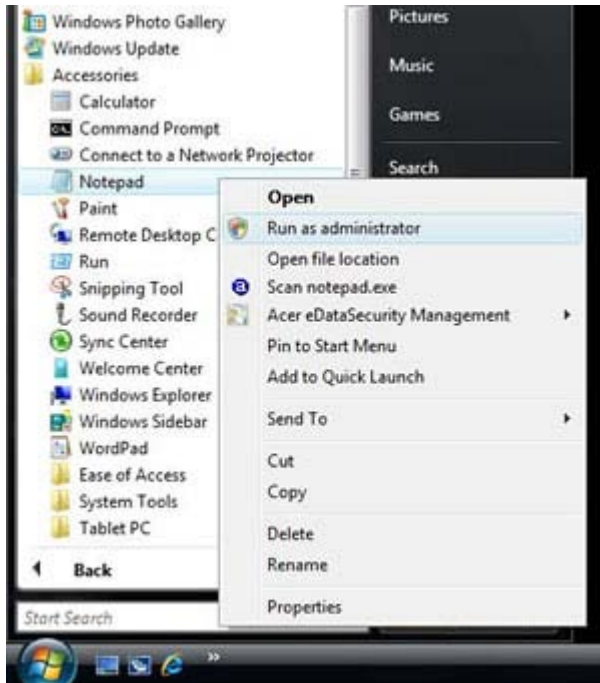 Windows Photo Gallery
Windows Update
Accessories
Calculator
Command Prompt
Connect to a Network Projector
Notepad
Paint
Remote Desktop C
Run
Snipping Tool
Sound Recorder
Sync Center
Welcome Center
Windows Explorer
Windows Sidebar
WordPad
Ease of Access
System Tools
Tablet PC
Back
Start Search
Pictures
Music
Games
Search
Open
Run as administrator
Open file location
Scan notepad.exe
Acer eDataSecurity Management
Pin to Start Menu
Add to Quick Launch
Send To
Cut
Copy
Delete
Rename
Properties